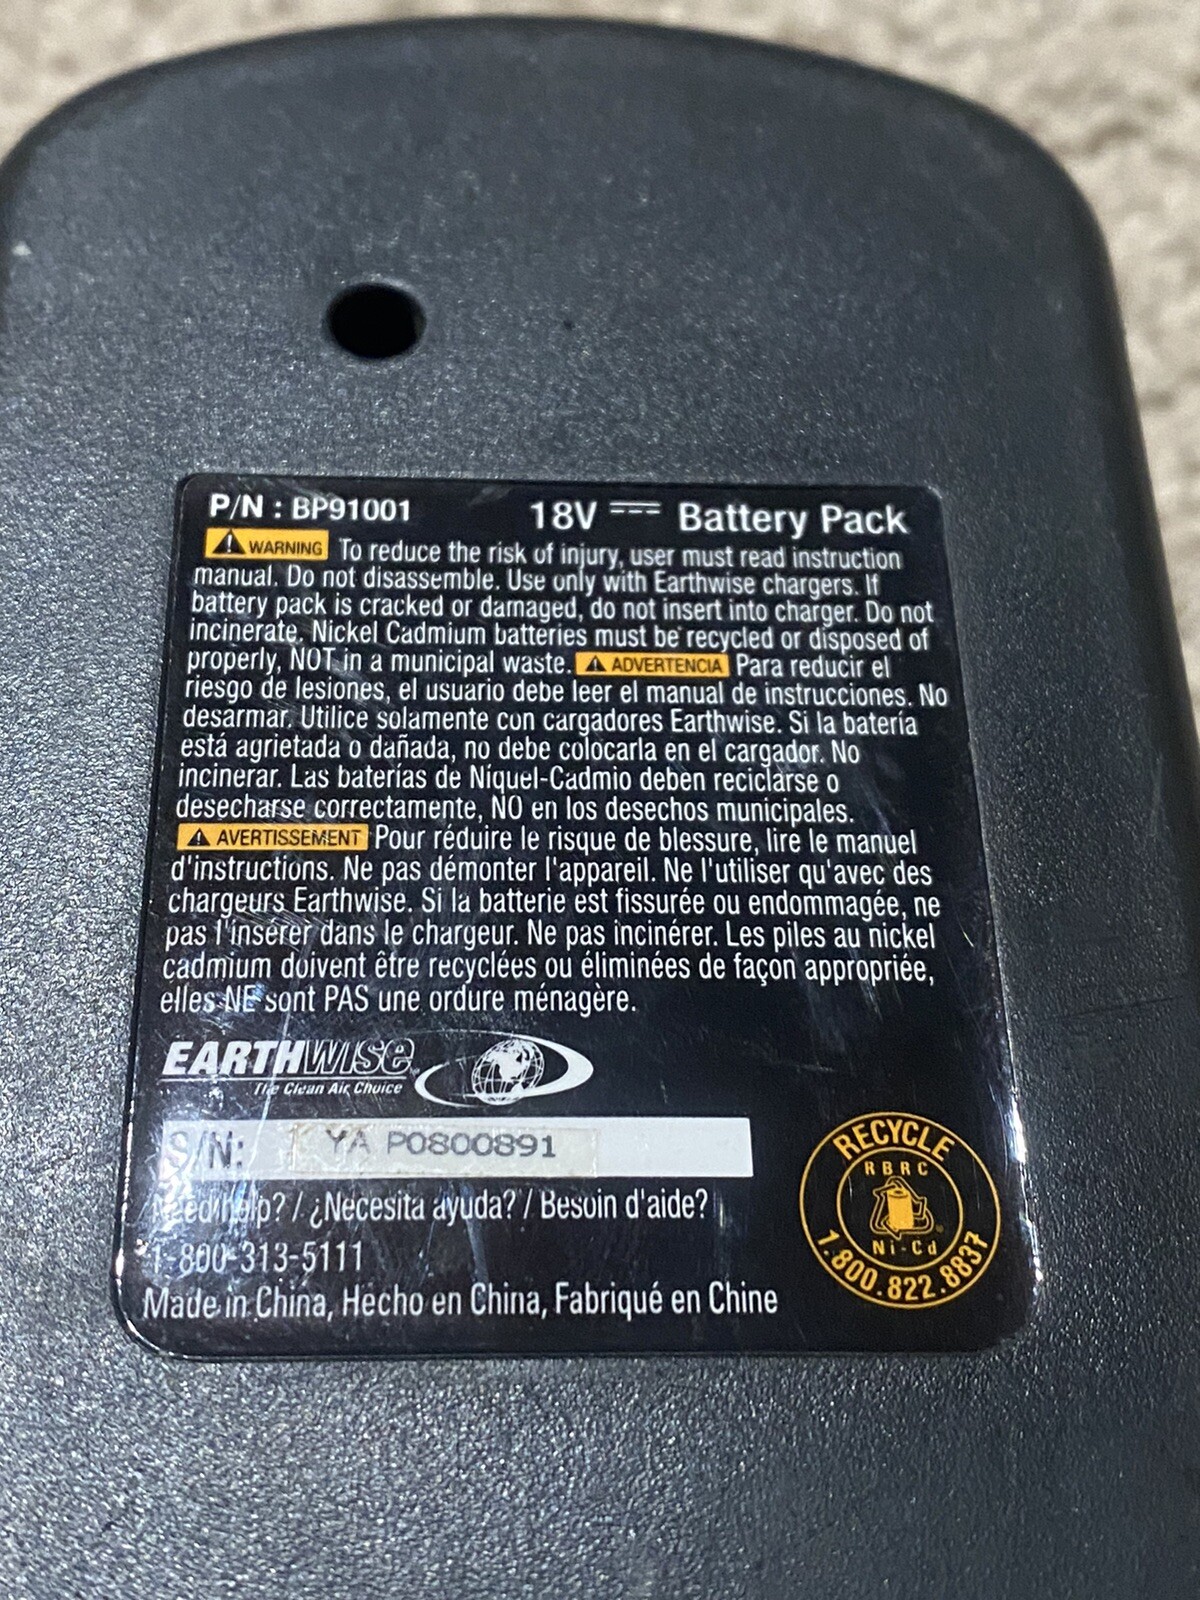 P/N : BP91001 18V Battery Pack
WARNING To reduce the risk of injury, user must read instruction
manual. Do not disassemble. Use only with Earthwise chargers. If
battery pack is cracked or damaged, do not insert into charger. Do not
incinerate. Nickel Cadmium batteries must be recycled or disposed of
properly, NOT in a municipal waste. ADVERTENCIA Para reducir el
riesgo de lesiones, el usuario debe leer el manual de instrucciones. No
desarmar. Utilice solamente con cargadores Earthwise. Si la batería
está agrietada o dañada, no debe colocarla en el cargador. No
incinerar. Las baterías de Níquel-Cadmio deben reciclarse o
desecharse correctamente, NO en los desechos municipales.
AVERTISSEMENT Pour réduire le risque de blessure, lire le manuel
d'instructions. Ne pas démonter l'appareil. Ne l'utiliser qu'avec des
chargeurs Earthwise. Si la batterie est fissurée ou endommagée, ne
pas l'insérer dans le chargeur. Ne pas incinérer. Les piles au nickel
cadmium doivent être recyclées ou éliminées de façon appropriée,
elles NE sont PAS une ordure ménagère.
EARTHWISE
The Clean Air Choice
S/N: YA P0800891
Need help? / ¿Necesita ayuda? / Besoin d'aide?
1-800-313-5111
Made in China, Hecho en China, Fabriqué en Chine
RECYCLE
RBRC
Ni-Cd
1.800.822.8837